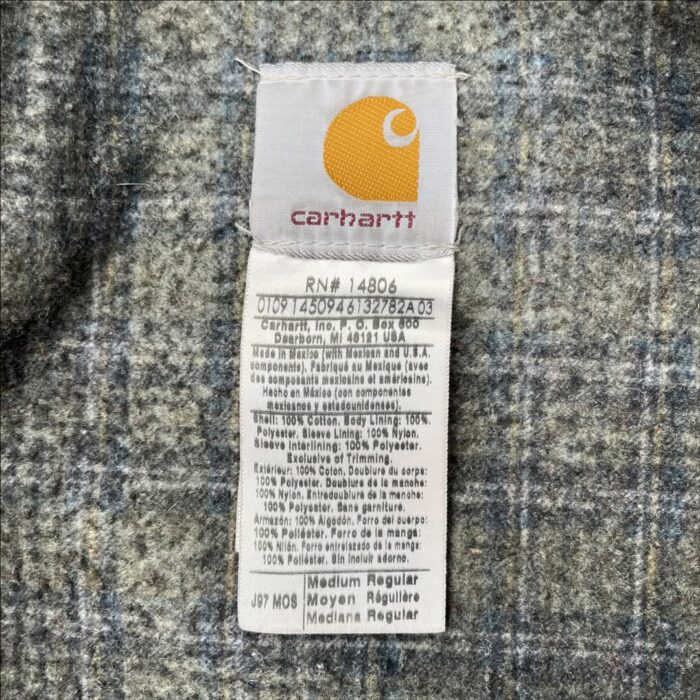 carhartt
RN# 14806
0109145094 6132782A 03
Carhartt, Inc. P. O. Box 600
Dearborn, MI 48121 USA
Made in Mexico (with Mexican and U.S.A.
components). Fabriqué au Mexique (avec
des composants mexicains et américains).
Hecho en México (con componentes
mexicanos y estadounidenses).
Shell: 100% Cotton. Body Lining: 100%
Polyester. Sleeve Lining: 100% Nylon.
Sleeve Interlining: 100% Polyester.
Exclusive of Trimming.
Extérieur: 100% Coton. Doublure du corps:
100% Polyester. Doublure de la manche:
100% Nylon. Entredoublure de la manche:
100% Polyester. Sans garniture.
Armazón: 100% Algodón. Forro del cuerpo:
100% Poliéster. Forro de la manga:
100% Nilón. Forro entrelazado de la manga:
100% Poliéster. Sin incluir adorno.
J97 MOS
Medium Regular
Moyen Régulière
Mediana Regular